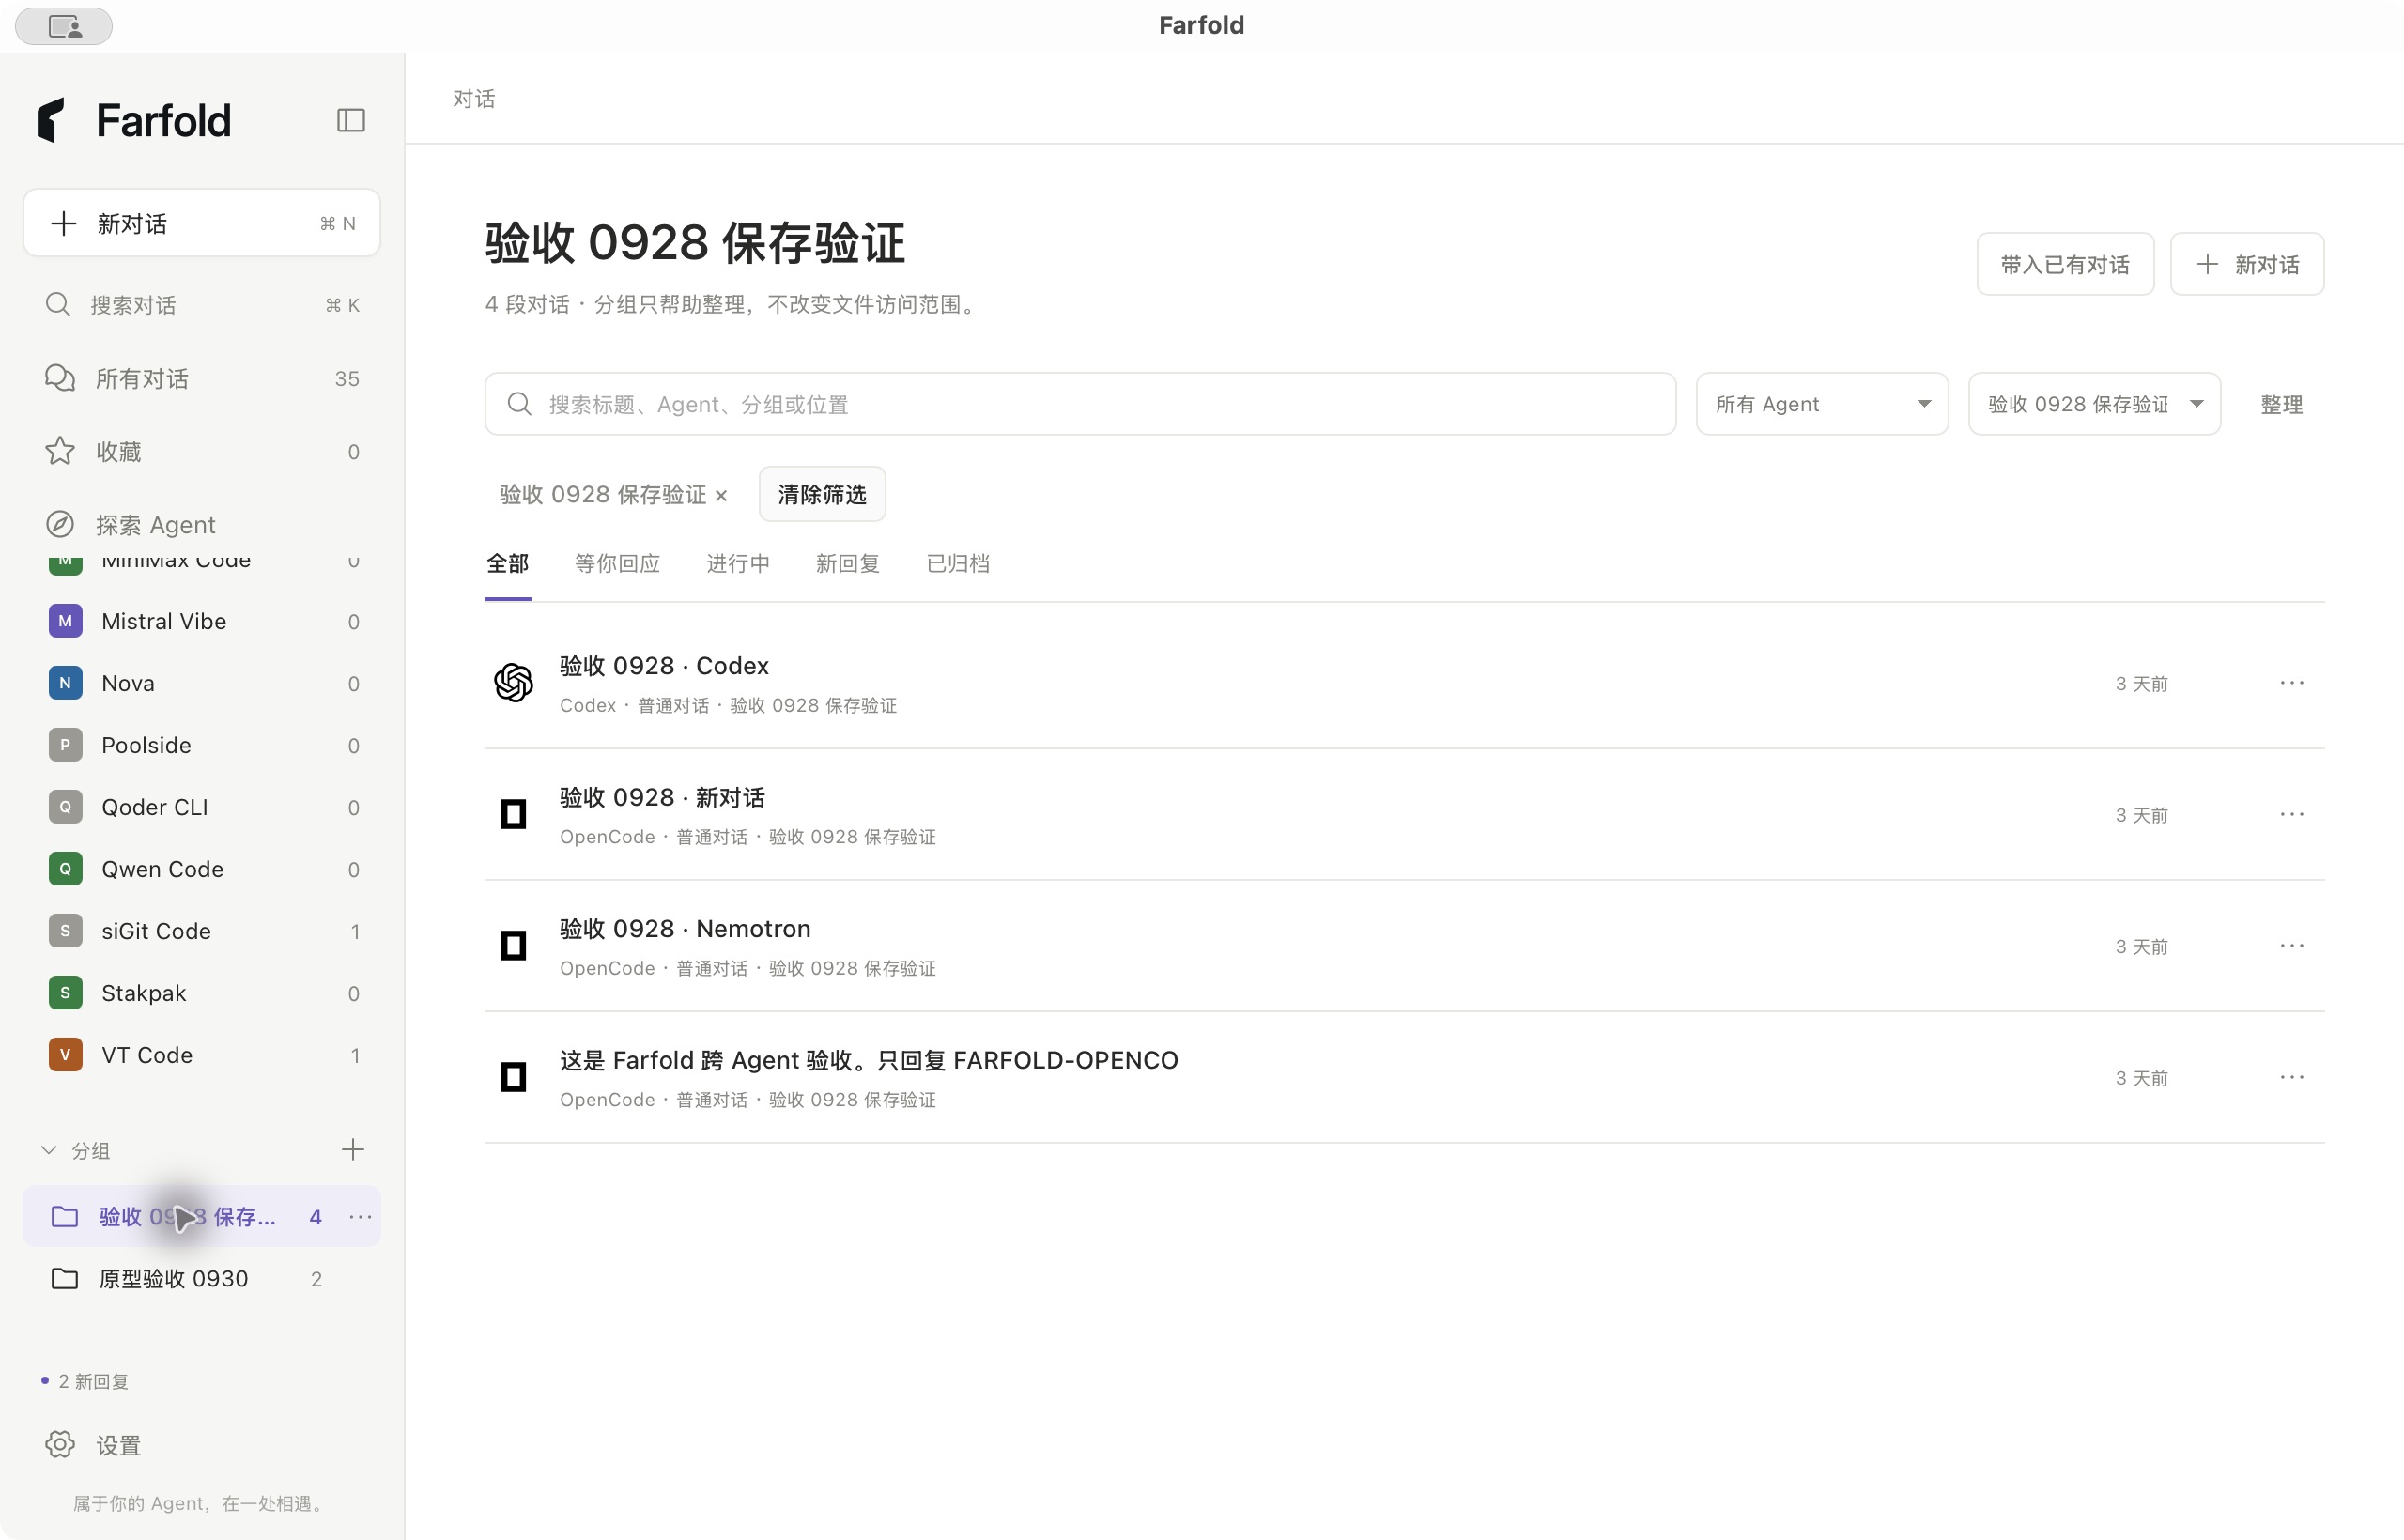 Farfold
Farfold
新对话 ⌘ N
搜索对话 ⌘ K
所有对话 35
收藏 0
探索 Agent
M MiniMax Code 0
M Mistral Vibe 0
N Nova 0
P Poolside 0
Q Qoder CLI 0
Q Qwen Code 0
S siGit Code 1
S Stakpak 0
V VT Code 1
分组
验收 0928 保存... 4 ···
原型验收 0930 2
2 新回复
设置
属于你的 Agent，在一处相遇。
对话
验收 0928 保存验证
4 段对话 · 分组只帮助整理，不改变文件访问范围。
带入已有对话 新对话
搜索标题、Agent、分组或位置 所有 Agent 验收 0928 保存验证 整理
验收 0928 保存验证 × 清除筛选
全部 等你回应 进行中 新回复 已归档
验收 0928 · Codex
Codex · 普通对话 · 验收 0928 保存验证
3 天前 ···
验收 0928 · 新对话
OpenCode · 普通对话 · 验收 0928 保存验证
3 天前 ···
验收 0928 · Nemotron
OpenCode · 普通对话 · 验收 0928 保存验证
3 天前 ···
这是 Farfold 跨 Agent 验收。只回复 FARFOLD-OPENCO
OpenCode · 普通对话 · 验收 0928 保存验证
3 天前 ···